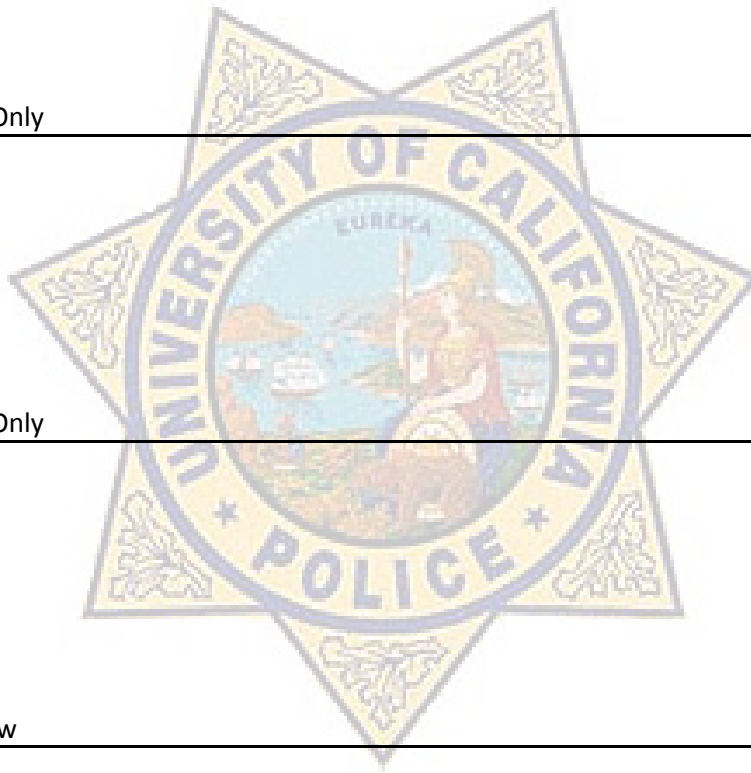 Only
UNIVERSITY OF CALIFORNIA
EUREKA
Only
POLICE
w